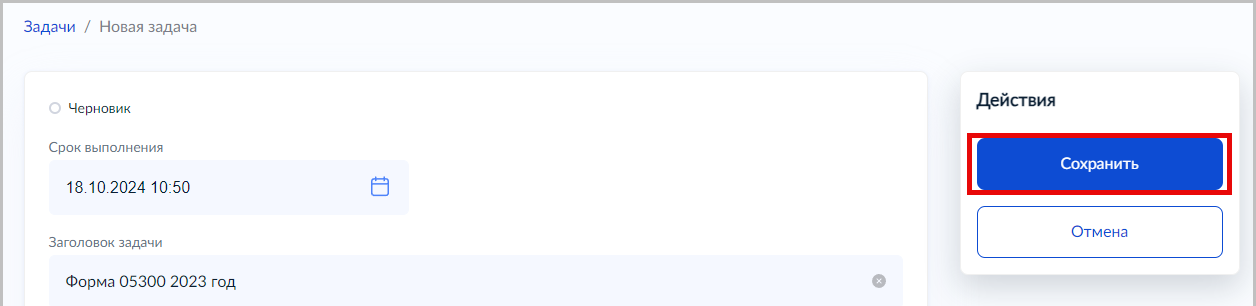 Задачи / Новая задача
Черновик
Срок выполнения
18.10.2024 10:50
Заголовок задачи
Форма 05300 2023 год
Действия
Сохранить
Отмена